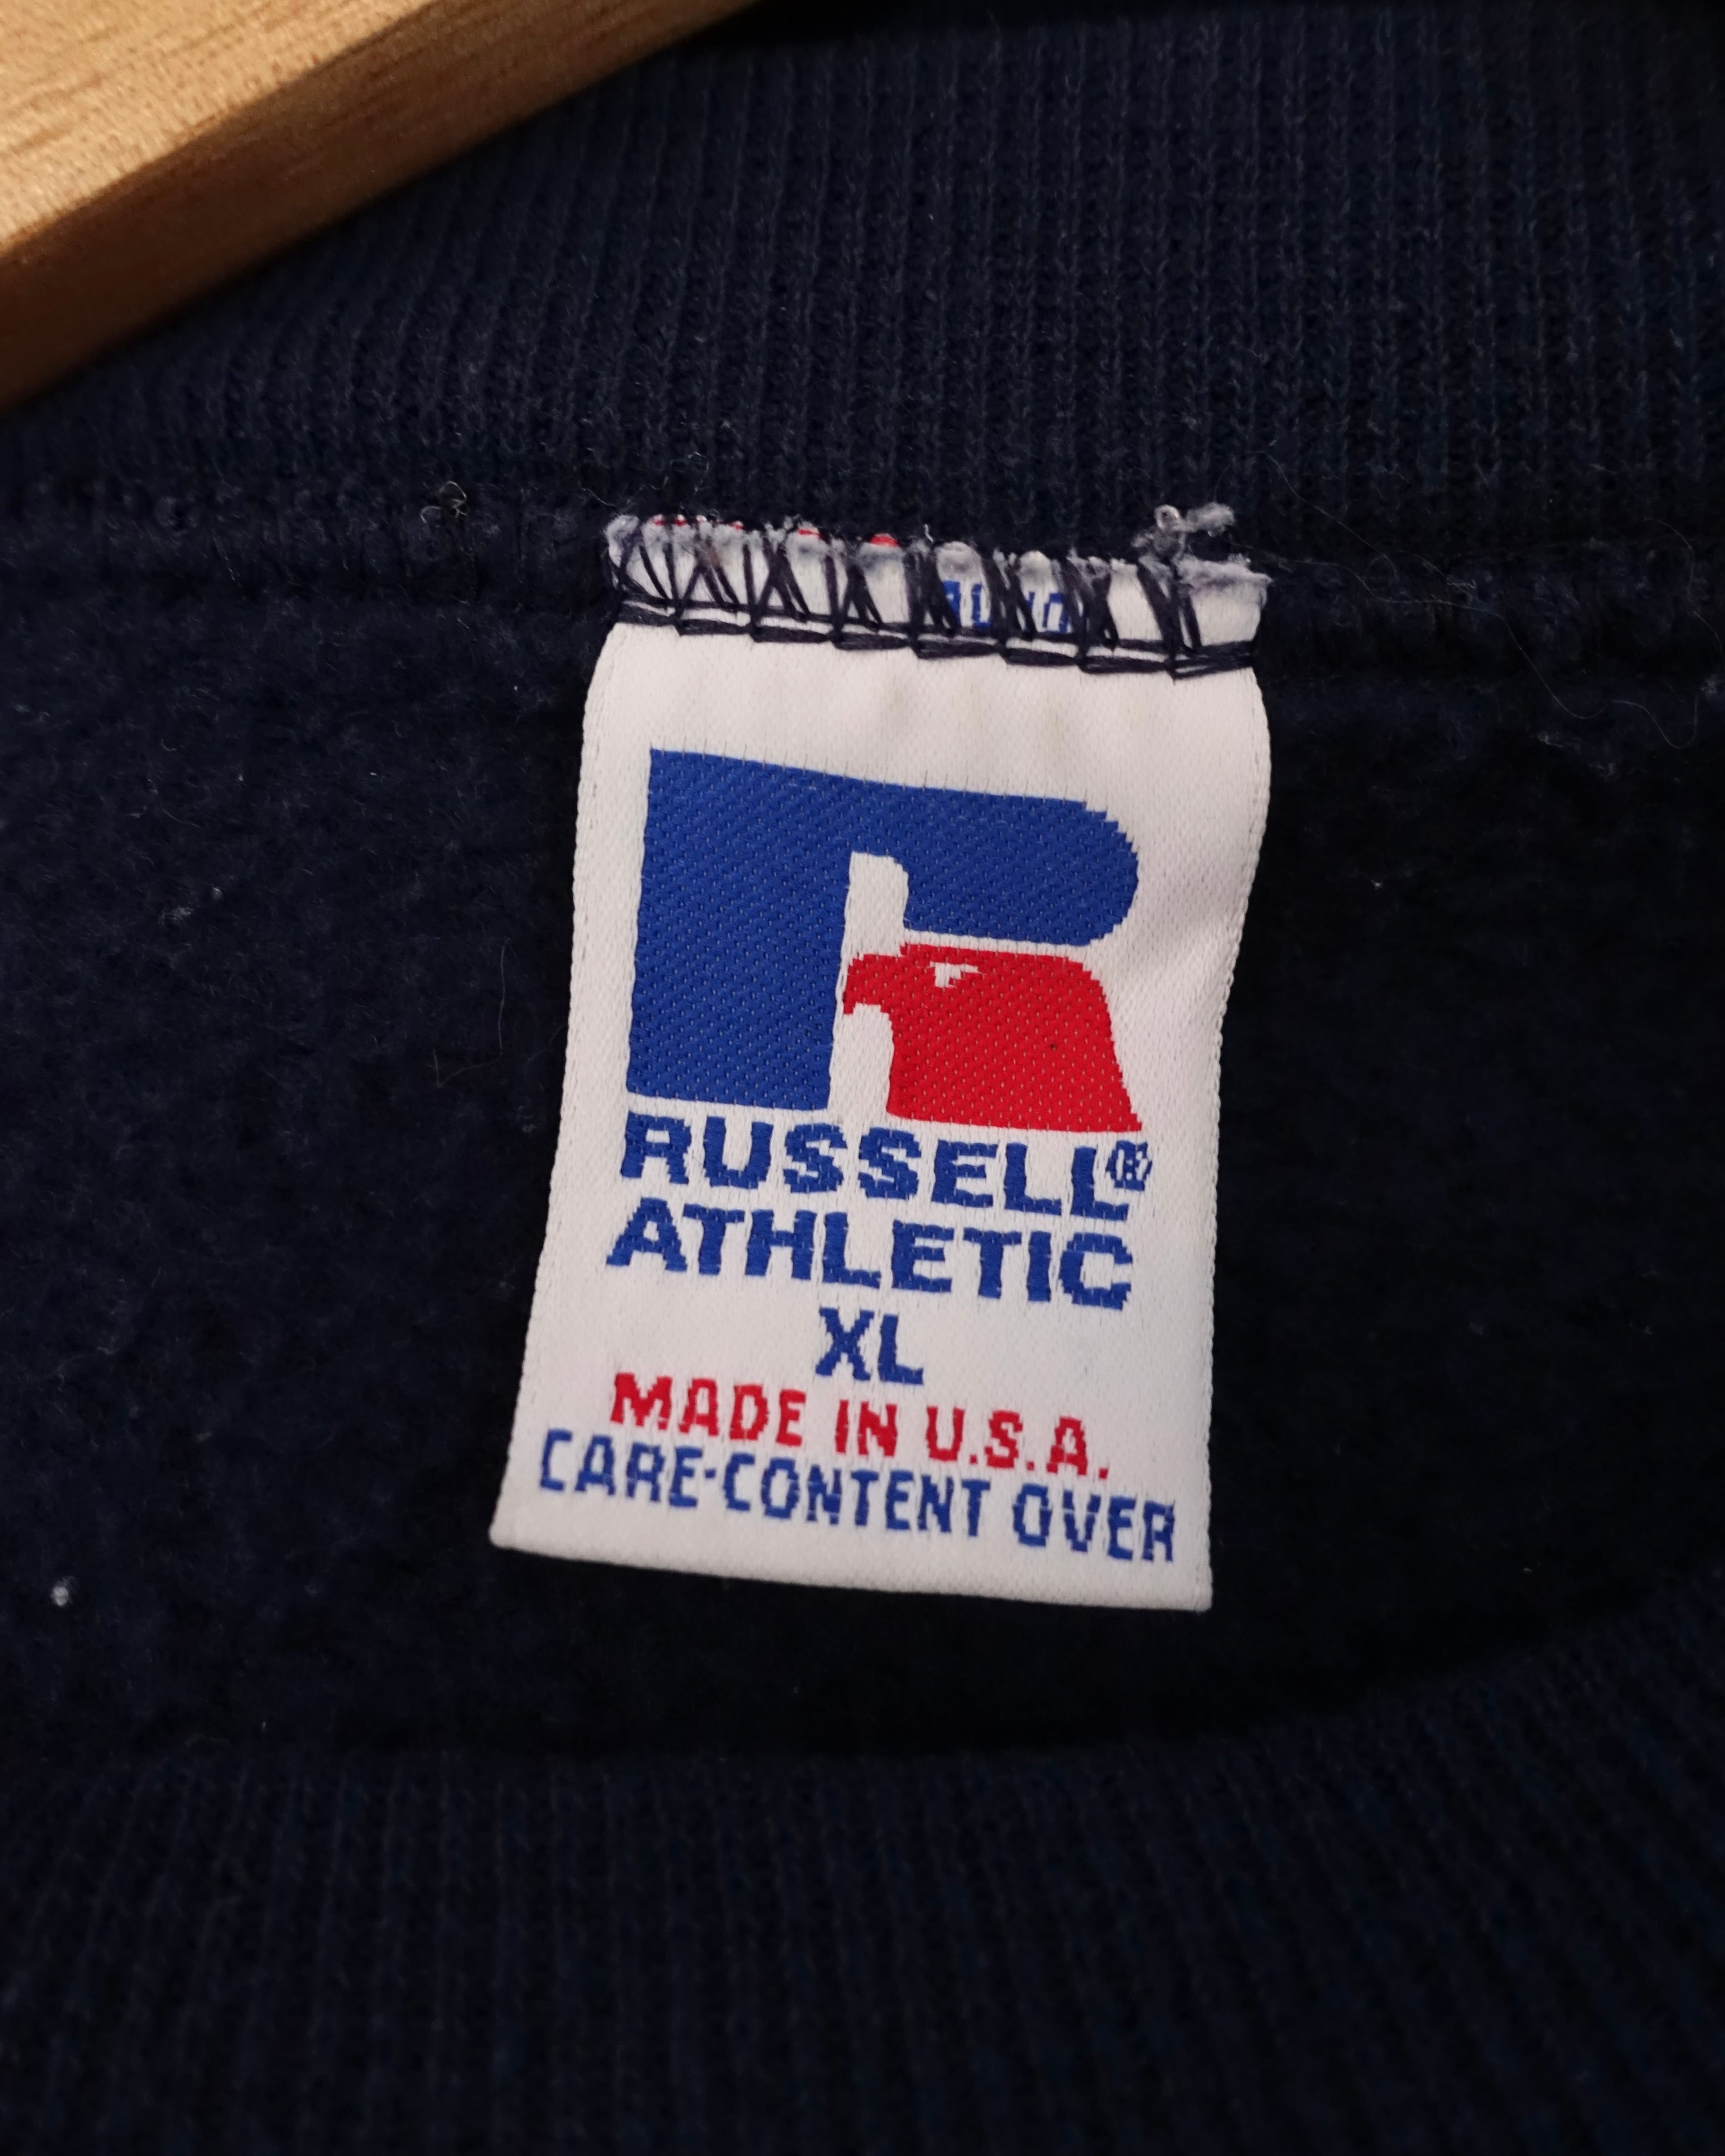 RUSSELL®
ATHLETIC
XL
MADE IN U.S.A.
CARE-CONTENT OVER